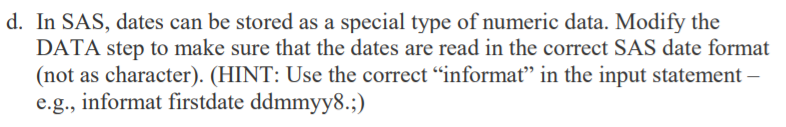 d. In SAS, dates can be stored as a special type of numeric data. Modify the
DATA step to make sure that the dates are read in the correct SAS date format
(not as character). (HINT: Use the correct “informat” in the input statement –
e.g., informat firstdate ddmmyy8.;)